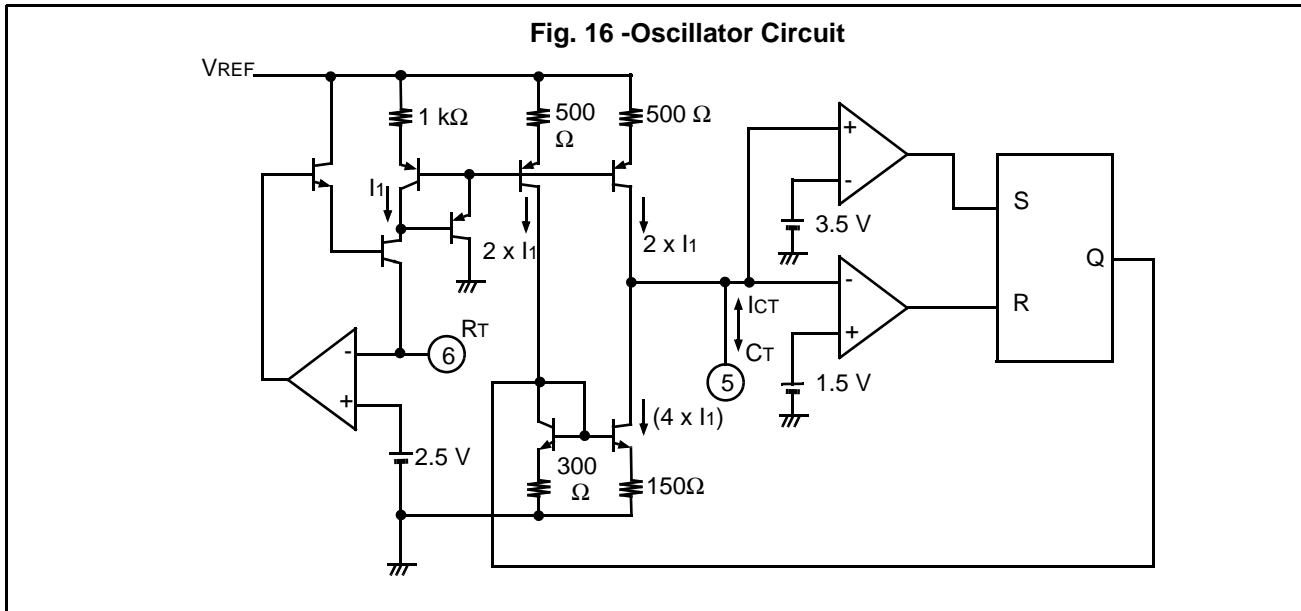 Fig. 16 -Oscillator Circuit
VREF
1 kΩ
500
Ω
500 Ω
I1
2 x I1
2 x I1
+
-
3.5 V
S
Q
R
-
+
ICT
CT
5
1.5 V
RT
6
-
+
2.5 V
(4 x I1)
300
Ω
150Ω